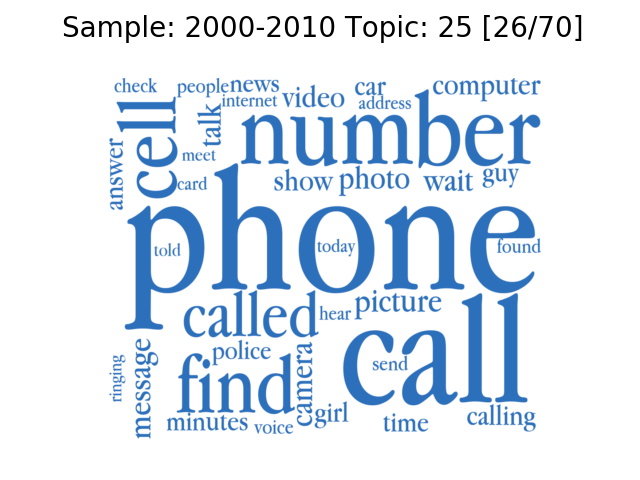 Sample: 2000-2010 Topic: 25 [26/70]
check people news car computer
internet video address
cell talk number
answer meet
card show photo wait guy
phone
told today found
called hear picture
police call
ringing message find camera send
girl
minutes voice time calling